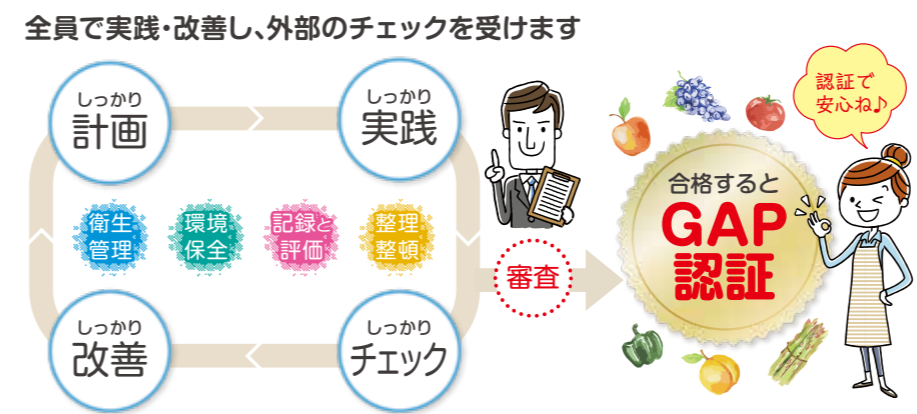 全員で実践・改善し、外部のチェックを受けます
しっかり
計画
しっかり
実践
認証で
安心ね♪
衛生
管理
環境
保全
記録と
評価
整理
整頓
合格すると
GAP
認証
審査
しっかり
改善
しっかり
チェック